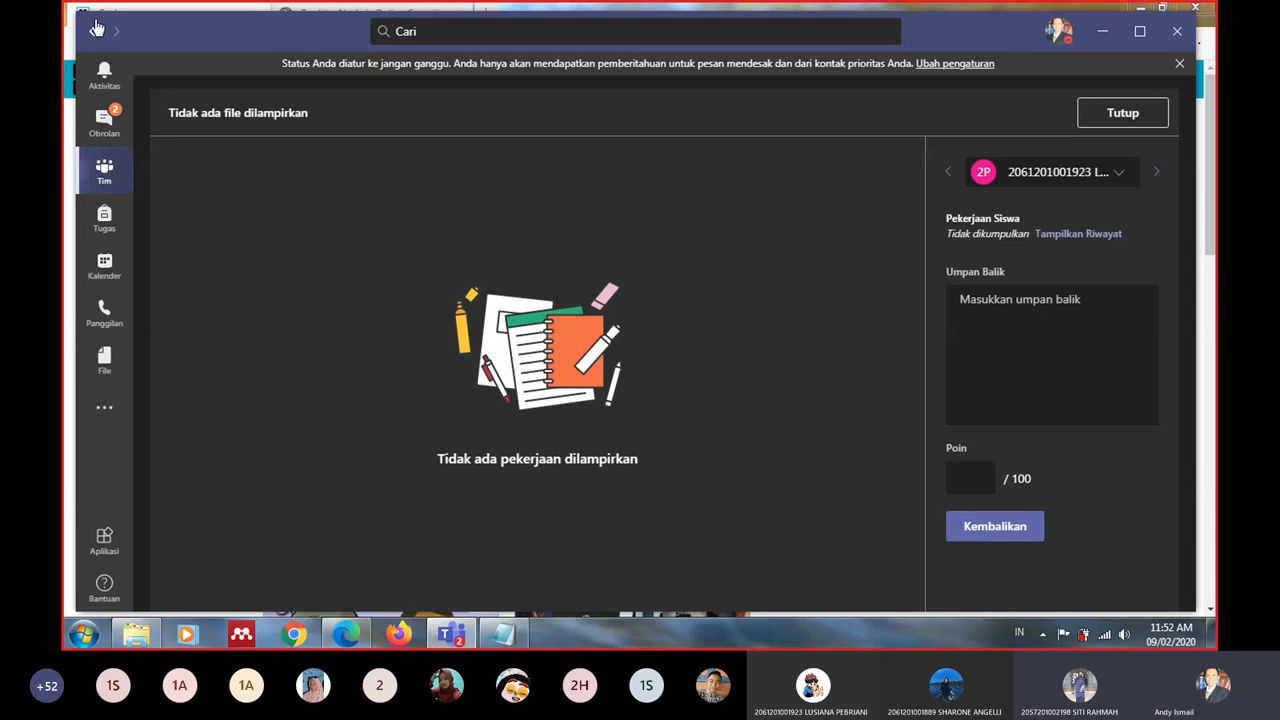 Cari
Status Anda diatur ke jangan ganggu. Anda hanya akan mendapatkan pemberitahuan untuk pesan mendesak dan dari kontak prioritas Anda. Ubah pengaturan
Aktivitas
2
Obrolan
Tim
Tugas
Kalender
Panggilan
File
Aplikasi
Bantuan
Tidak ada file dilampirkan
Tutup
2P 2061201001923 L...
Pekerjaan Siswa
Tidak dikumpulkan Tampilkan Riwayat
Umpan Balik
Masukkan umpan balik
Poin
/ 100
Kembalikan
Tidak ada pekerjaan dilampirkan
2
IN
11:52 AM
09/02/2020
+52
1S
1A
1A
2
2H
1S
2061201001923 LUSIANA PEBRIANI
2061201001889 SHARONE ANGELLI
2057201002198 SITI RAHMAH
Andy Ismail